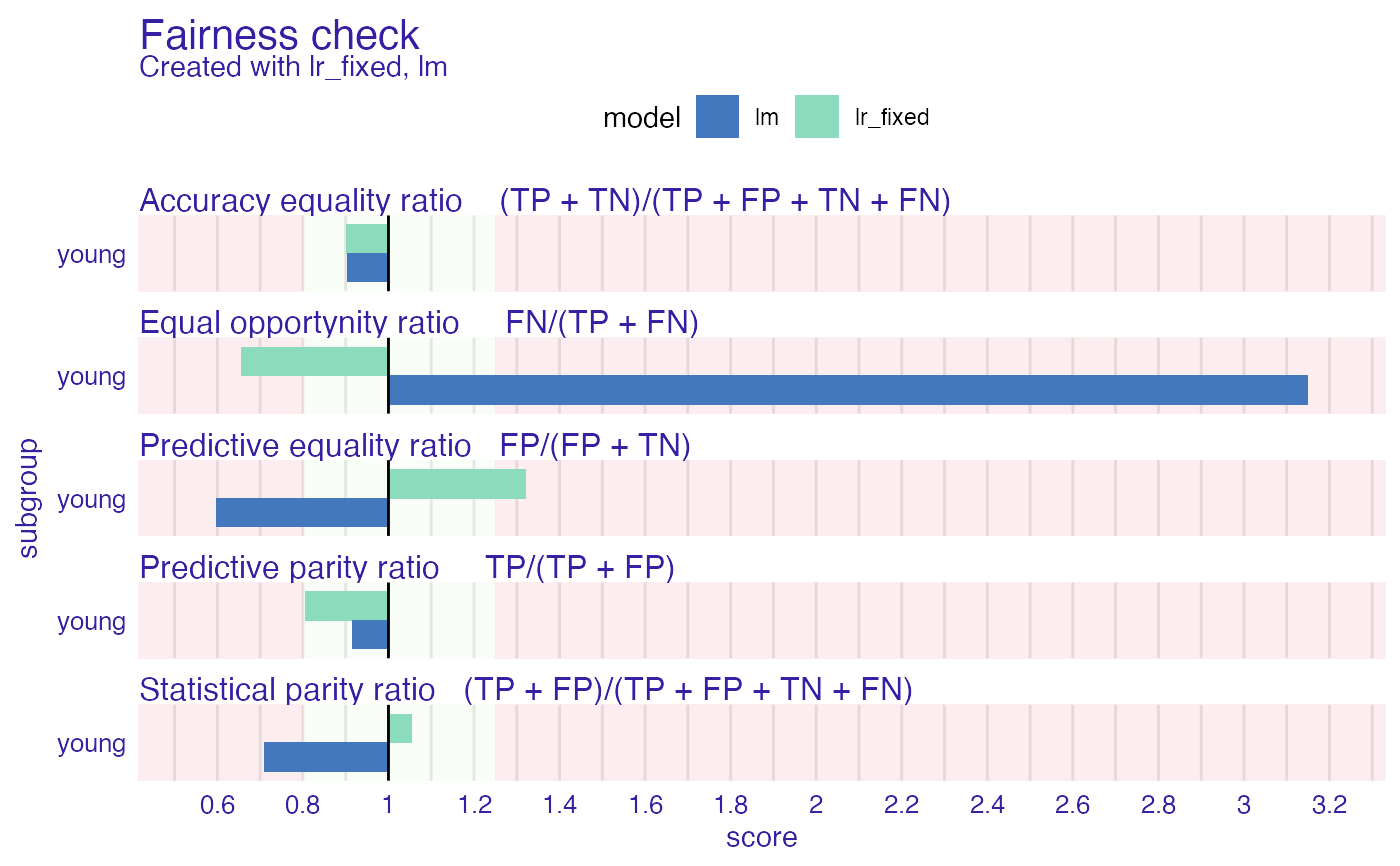 Fairness check
Created with lr_fixed, lm
model lm lr_fixed
Accuracy equality ratio (TP + TN)/(TP + FP + TN + FN)
young
Equal opportynity ratio FN/(TP + FN)
young
Predictive equality ratio FP/(FP + TN)
young
Predictive parity ratio TP/(TP + FP)
young
Statistical parity ratio (TP + FP)/(TP + FP + TN + FN)
young
subgroup
0.6 0.8 1 1.2 1.4 1.6 1.8 2 2.2 2.4 2.6 2.8 3 3.2
score